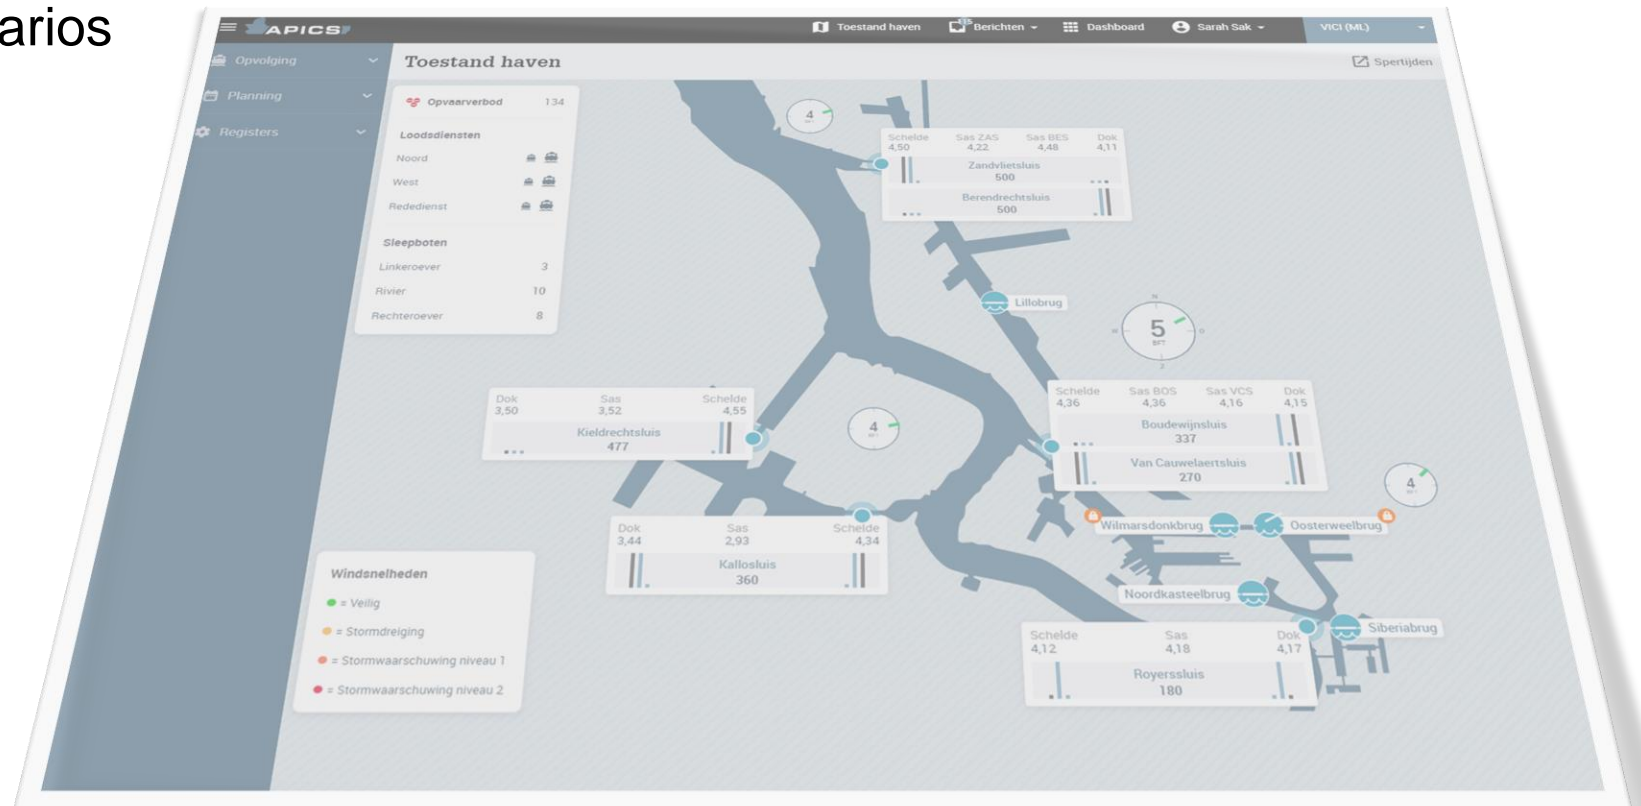 arios
APICS
Toestand haven
Berichten
Dashboard
Sarah Sak
VICI (ML)
Opvolging
Planning
Registers
Toestand haven
Spertijden
Opvaarverbod 134
Loodsdiensten
Noord
West
Rededienst
Sleepboten
Linkeroever 3
Rivier 10
Rechteroever 8
4
Schelde Sas ZAS Sas BES Dok
4,50 4,22 4,48 4,11
Zandvlietsluis
500
Berendrechtsluis
500
Lillobrug
N
5
BFT
O
Z
Dok Sas Schelde
3,50 3,52 4,55
Kieldrechtsluis
477
4
Schelde Sas BOS Sas VCS Dok
4,36 4,36 4,16 4,15
Boudewijnsluis
337
Van Cauwelaertsluis
270
4
Wilmarsdonkbrug
Oosterweelbrug
Dok Sas Schelde
3,44 2,93 4,34
Kallosluis
360
Noordkasteelbrug
Siberiabrug
Schelde Sas Dok
4,12 4,18 4,17
Royerssluis
180
Windsnelheden
= Veilig
= Stormdreiging
= Stormwaarschuwing niveau 1
= Stormwaarschuwing niveau 2